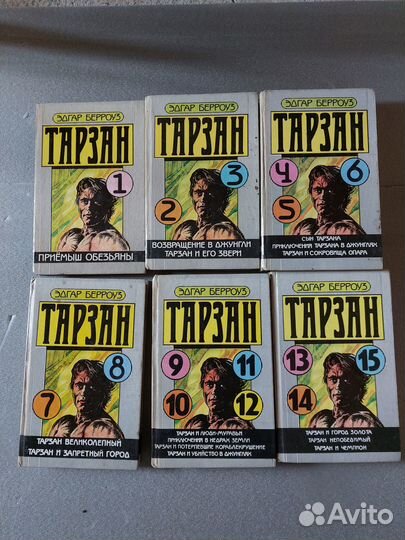 ЭДГАР БЕРРОУЗ
ТАРЗАН
1
ПРИЁМЫШ ОБЕЗЬЯНЫ
ЭДГАР БЕРРОУЗ
ТАРЗАН
3
2
ВОЗВРАЩЕНИЕ В ДЖУНГЛИ
ТАРЗАН И ЕГО ЗВЕРИ
ЭДГАР БЕРРОУЗ
ТАРЗАН
4 6
5
СЫН ТАРЗАНА
ПРИКЛЮЧЕНИЯ ТАРЗАНА В ДЖУНГЛЯХ
ТАРЗАН И СОКРОВИЩА ОПАРА
ЭДГАР БЕРРОУЗ
ТАРЗАН
8
7
ТАРЗАН ВЕЛИКОЛЕПНЫЙ
ТАРЗАН И ЗАПРЕТНЫЙ ГОРОД
ЭДГАР БЕРРОУЗ
ТАРЗАН
9 11
10 12
ТАРЗАН И ЛЮДИ-МУРАВЬИ
ПРИКЛЮЧЕНИЯ В НЕДРАХ ЗЕМЛИ
ТАРЗАН И ПОТЕРПЕВШИЕ КОРАБЛЕКРУШЕНИЕ
ТАРЗАН И УБИЙСТВО В ДЖУНГЛЯХ
ЭДГАР БЕРРОУЗ
ТАРЗАН
13 15
14
ТАРЗАН И ГОРОД ЗОЛОТА
ТАРЗАН НЕПОБЕДИМЫЙ
ТАРЗАН И ЧЕМПИОН
Avito